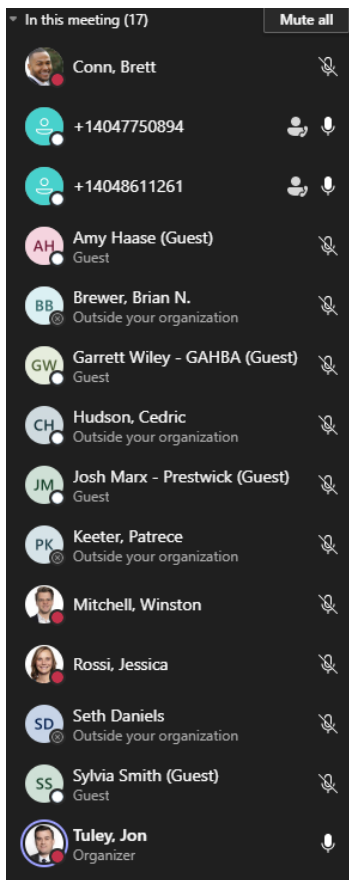 In this meeting (17) Mute all
Conn, Brett
+14047750894
+14048611261
AH Amy Haase (Guest)
Guest
BB Brewer, Brian N.
Outside your organization
GW Garrett Wiley - GAHBA (Guest)
Guest
CH Hudson, Cedric
Outside your organization
JM Josh Marx - Prestwick (Guest)
Guest
PK Keeter, Patrece
Outside your organization
Mitchell, Winston
Rossi, Jessica
SD Seth Daniels
Outside your organization
SS Sylvia Smith (Guest)
Guest
Tuley, Jon
Organizer